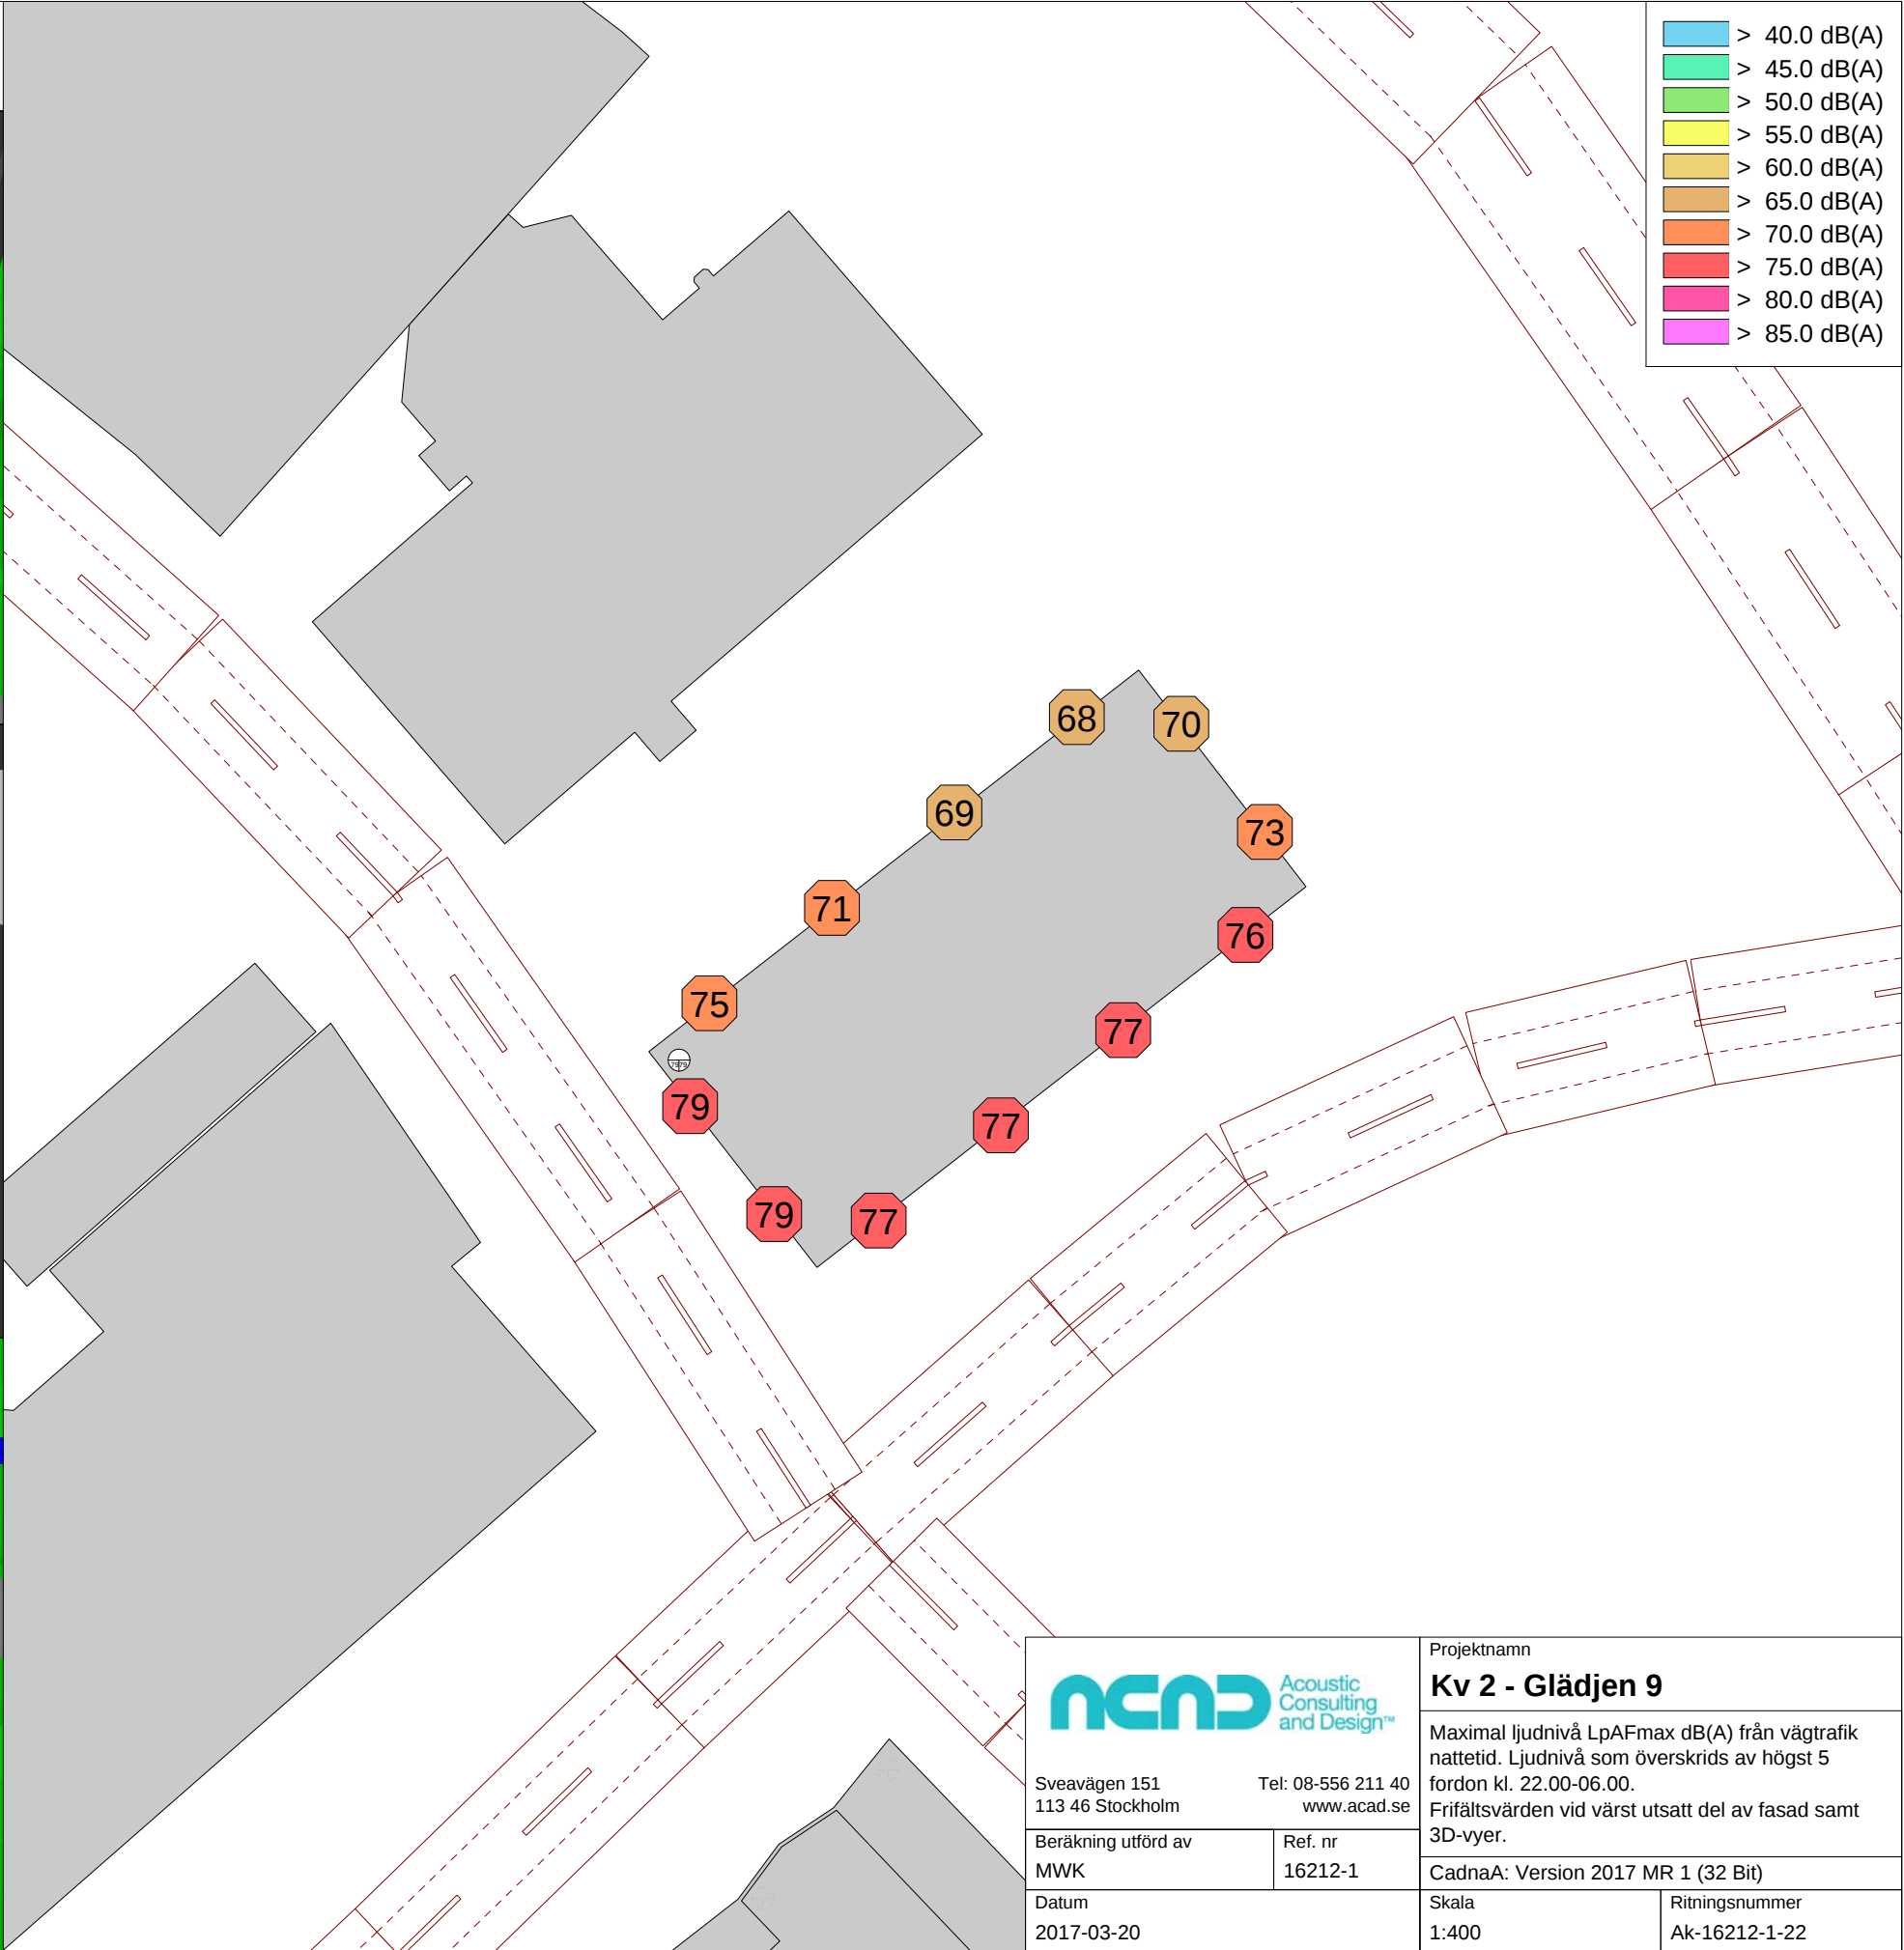 > 40.0 dB(A)
> 45.0 dB(A)
> 50.0 dB(A)
> 55.0 dB(A)
> 60.0 dB(A)
> 65.0 dB(A)
> 70.0 dB(A)
> 75.0 dB(A)
> 80.0 dB(A)
> 85.0 dB(A)
68
70
69
73
71
76
75
77
79
77
79
77
Acoustic
Consulting
and Design™
Sveavägen 151
113 46 Stockholm
Tel: 08-556 211 40
www.acad.se
Beräkning utförd av
MWK
Ref. nr
16212-1
Datum
2017-03-20
Projektnamn
Kv 2 - Glädjen 9
Maximal ljudnivå LpAFmax dB(A) från vägtrafik
nattetid. Ljudnivå som överskrids av högst 5
fordon kl. 22.00-06.00.
Frifältsvärden vid värst utsatt del av fasad samt
3D-vyer.
CadnaA: Version 2017 MR 1 (32 Bit)
Skala
1:400
Ritningsnummer
Ak-16212-1-22